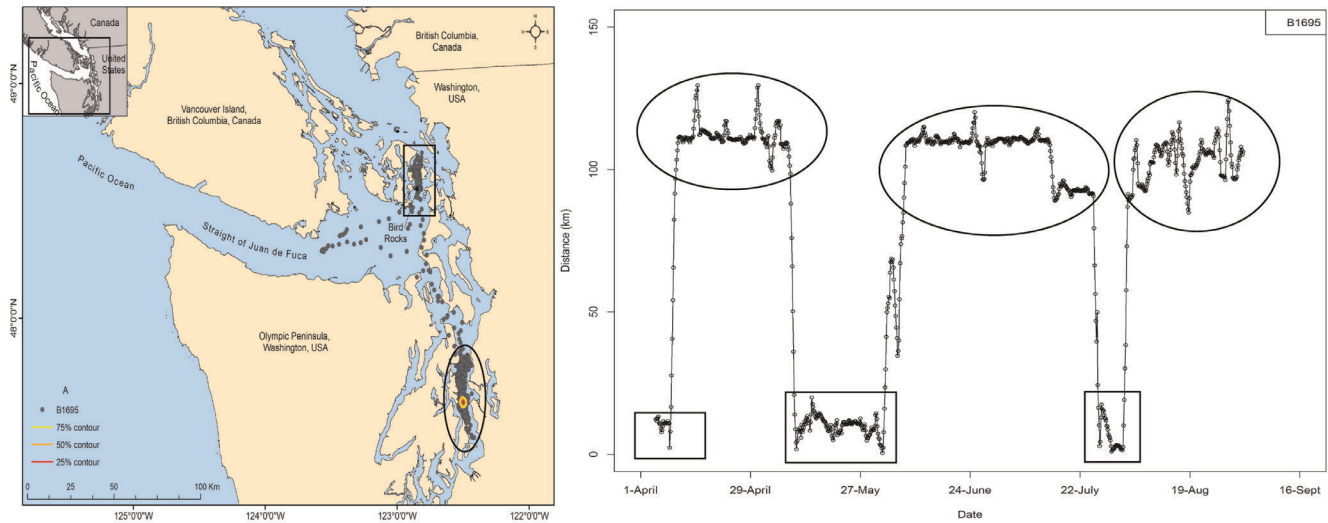 Canada
United
States
Pacific Ocean
N
W
E
S
British Columbia,
Canada
Washington,
USA
Vancouver Island,
British Columbia, Canada
Pacific Ocean
Straight of Juan de Fuca
Bird
Rocks
Olympic Peninsula,
Washington, USA
A
B1695
75% contour
50% contour
25% contour
0 25 50 100 Km
49°0'0"N
48°0'0"N
125°0'0"W 124°0'0"W 123°0'0"W 122°0'0"W
B1695
Distance (km)
150
100
50
0
1-April 29-April 27-May 24-June 22-July 19-Aug 16-Sept
Date